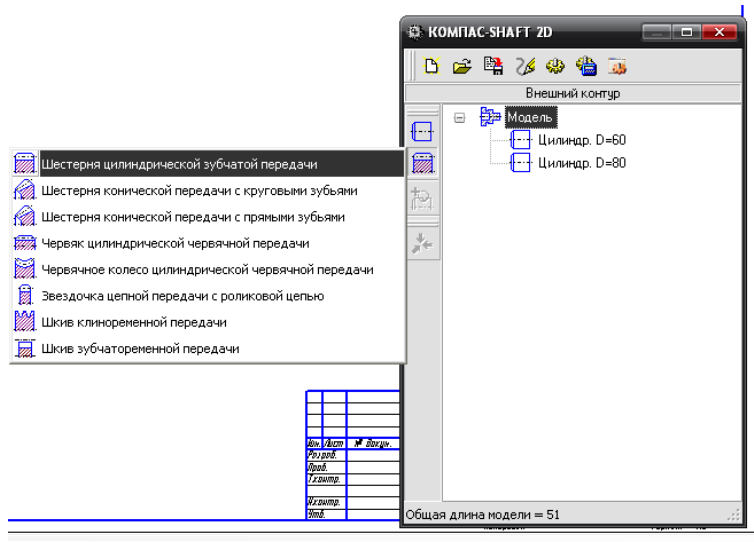 КОМПАС-SHAFT 2D
Внешний контур
Модель
Цилиндр. D=60
Цилиндр. D=80
Шестерня цилиндрической зубчатой передачи
Шестерня конической передачи с круговыми зубьями
Шестерня конической передачи с прямыми зубьями
Червяк цилиндрической червячной передачи
Червячное колесо цилиндрической червячной передачи
Звездочка цепной передачи с роликовой цепью
Шкив клиноременной передачи
Шкив зубчатоременной передачи
Изм. Лист № докум.
Разраб.
Пров.
Т.контр.
Н.контр.
Утв.
Общая длина модели = 51